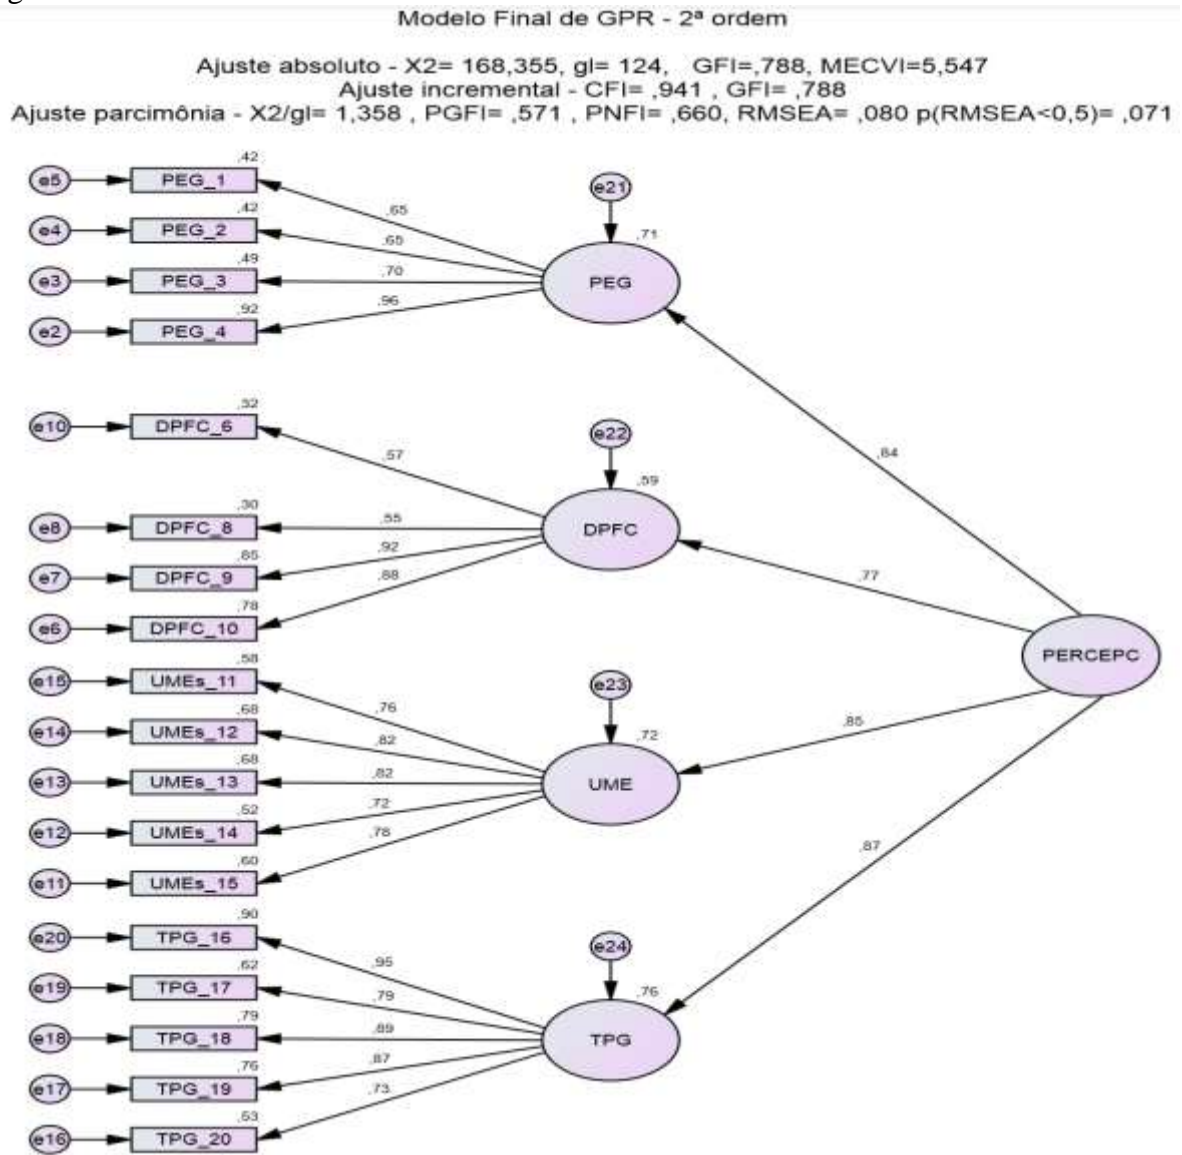 Modelo Final de GPR - 2ª ordem
Ajuste absoluto - X2= 168,355, gl= 124, GFI=,788, MECVI=5,547
Ajuste incremental - CFI= ,941 , GFI= ,788
Ajuste parcimônia - X2/gl= 1,358 , PGFI= ,571 , PNFI= ,660, RMSEA= ,080 p(RMSEA<0,5)= ,071
,42
e5 PEG_1 e21
,65
,42 ,71
e4 PEG_2
,65
,49
e3 PEG_3 ,70 PEG
,92 ,96
e2 PEG_4
,32
e10 DPFC_6 e22
,84
,57
,59
,30
e8 DPFC_8 ,55 DPFC
,85 ,92
e7 DPFC_9 ,88 ,77
,78
e6 DPFC_10
PERCEPC
,58
e15 UMEs_11 e23
,76
,68 ,85
e14 UMEs_12 ,72
,82
,68
e13 UMEs_13 ,82 UME
,52 ,72
e12 UMEs_14
,78
,60
e11 UMEs_15
,87
,90
e20 TPG_16 e24
,95
,62
e19 TPG_17 ,79 ,76
,79
e18 TPG_18 ,89 TPG
,76 ,87
e17 TPG_19
,73
,53
e16 TPG_20